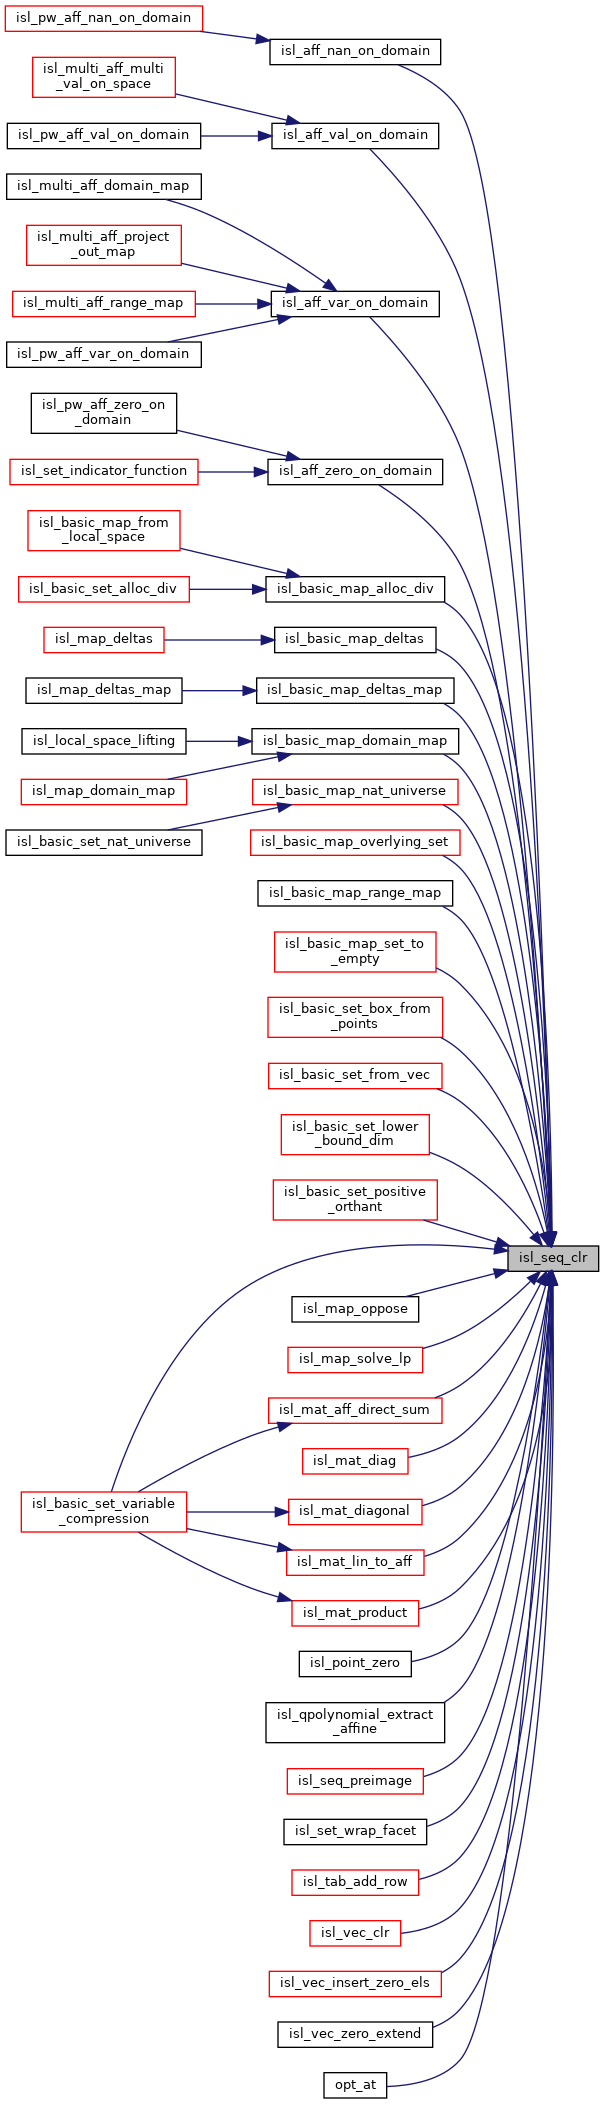 isl_pw_aff_nan_on_domain
isl_aff_nan_on_domain
isl_multi_aff_multi
_val_on_space
isl_pw_aff_val_on_domain
isl_aff_val_on_domain
isl_multi_aff_domain_map
isl_multi_aff_project
_out_map
isl_multi_aff_range_map
isl_aff_var_on_domain
isl_pw_aff_var_on_domain
isl_pw_aff_zero_on
_domain
isl_set_indicator_function
isl_aff_zero_on_domain
isl_basic_map_from
_local_space
isl_basic_set_alloc_div
isl_basic_map_alloc_div
isl_map_deltas
isl_basic_map_deltas
isl_map_deltas_map
isl_basic_map_deltas_map
isl_local_space_lifting
isl_basic_map_domain_map
isl_map_domain_map
isl_basic_map_nat_universe
isl_basic_set_nat_universe
isl_basic_map_overlying_set
isl_basic_map_range_map
isl_basic_map_set_to
_empty
isl_basic_set_box_from
_points
isl_basic_set_from_vec
isl_basic_set_lower
_bound_dim
isl_basic_set_positive
_orthant
isl_seq_clr
isl_map_oppose
isl_map_solve_lp
isl_mat_aff_direct_sum
isl_mat_diag
isl_basic_set_variable
_compression
isl_mat_diagonal
isl_mat_lin_to_aff
isl_mat_product
isl_point_zero
isl_qpolynomial_extract
_affine
isl_seq_preimage
isl_set_wrap_facet
isl_tab_add_row
isl_vec_clr
isl_vec_insert_zero_els
isl_vec_zero_extend
opt_at